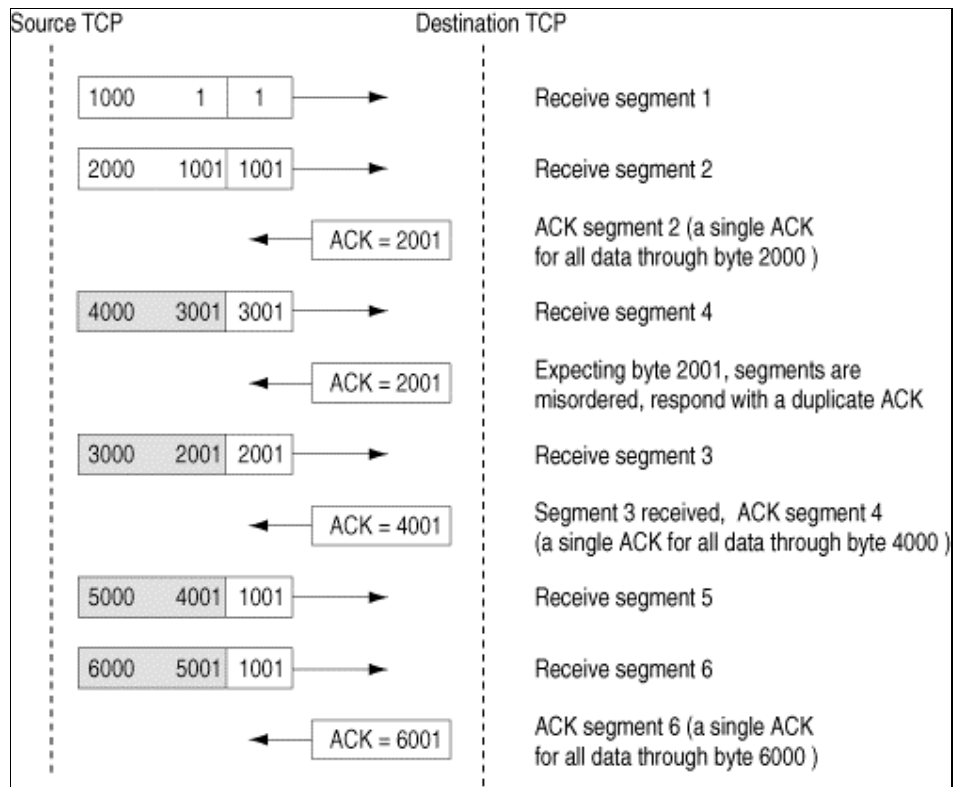 Source TCP Destination TCP
1000 1 1 Receive segment 1
2000 1001 1001 Receive segment 2
ACK = 2001 ACK segment 2 (a single ACK
for all data through byte 2000 )
4000 3001 3001 Receive segment 4
ACK = 2001 Expecting byte 2001, segments are
misordered, respond with a duplicate ACK
3000 2001 2001 Receive segment 3
ACK = 4001 Segment 3 received, ACK segment 4
(a single ACK for all data through byte 4000 )
5000 4001 1001 Receive segment 5
6000 5001 1001 Receive segment 6
ACK = 6001 ACK segment 6 (a single ACK
for all data through byte 6000 )